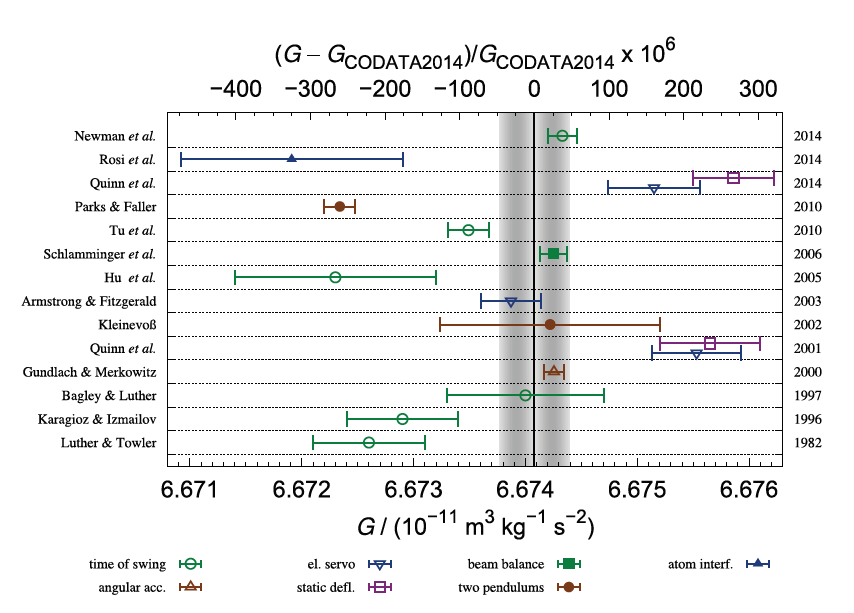 (G − G_CODATA2014)/G_CODATA2014 x 10⁶
−400 −300 −200 −100 0 100 200 300
Newman et al. 2014
Rosi et al. 2014
Quinn et al. 2014
Parks & Faller 2010
Tu et al. 2010
Schlamminger et al. 2006
Hu et al. 2005
Armstrong & Fitzgerald 2003
Kleinevoß 2002
Quinn et al. 2001
Gundlach & Merkowitz 2000
Bagley & Luther 1997
Karagioz & Izmailov 1996
Luther & Towler 1982
6.671 6.672 6.673 6.674 6.675 6.676
G / (10⁻¹¹ m³ kg⁻¹ s⁻²)
time of swing el. servo beam balance atom interf.
angular acc. static defl. two pendulums